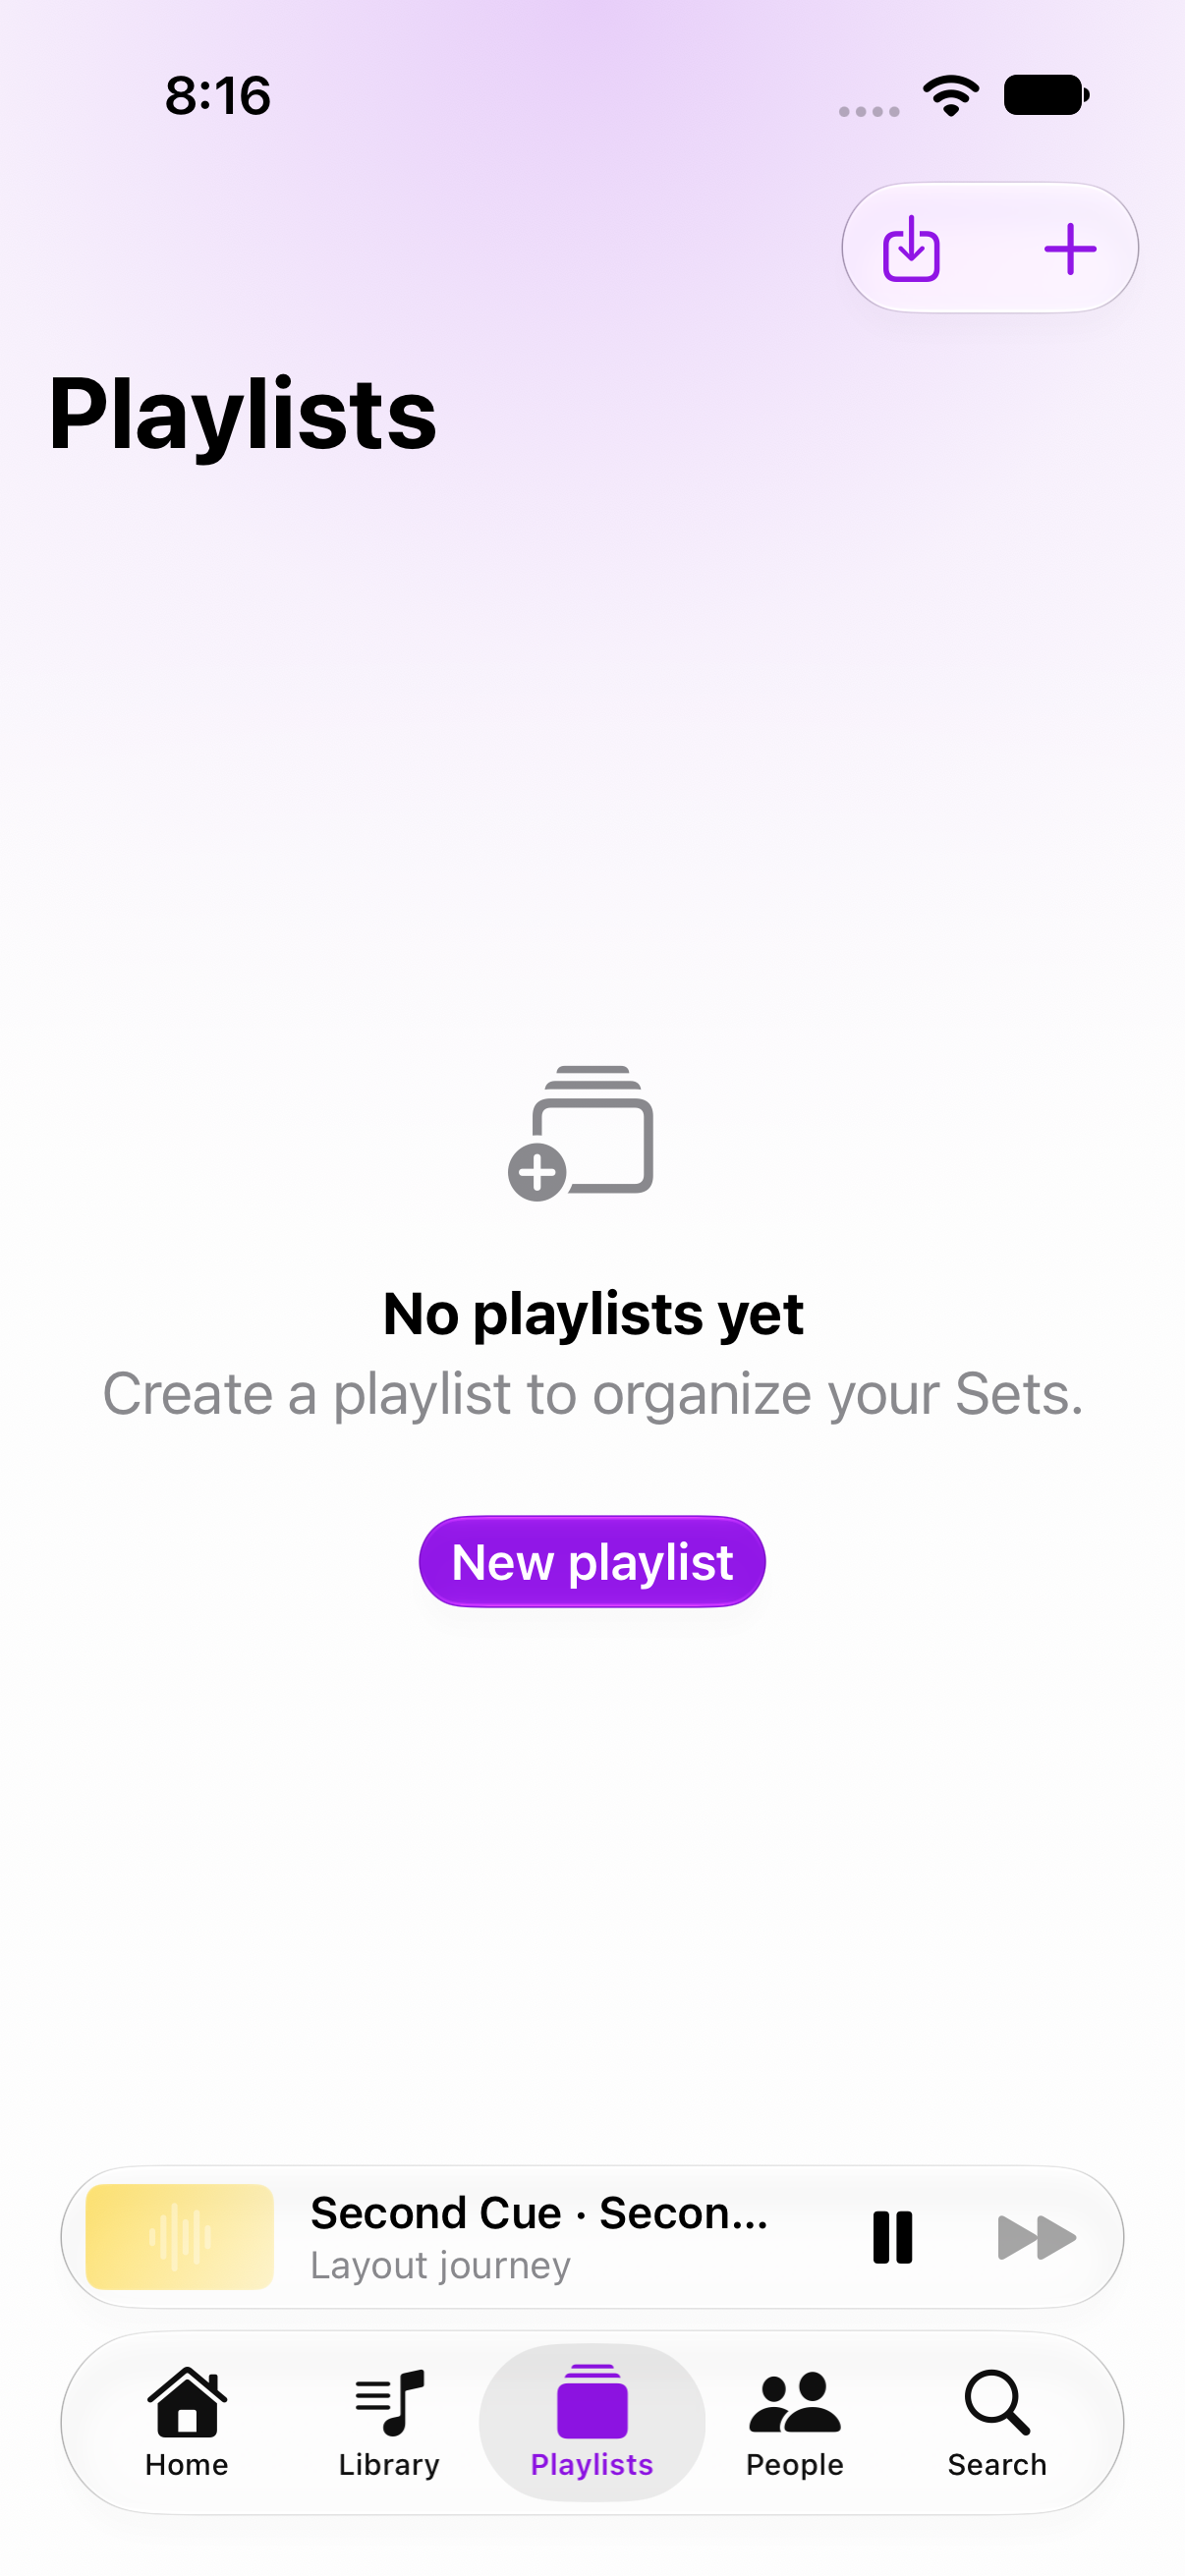 8:16
Playlists
No playlists yet
Create a playlist to organize your Sets.
New playlist
Second Cue · Secon...
Layout journey
Home
Library
Playlists
People
Search